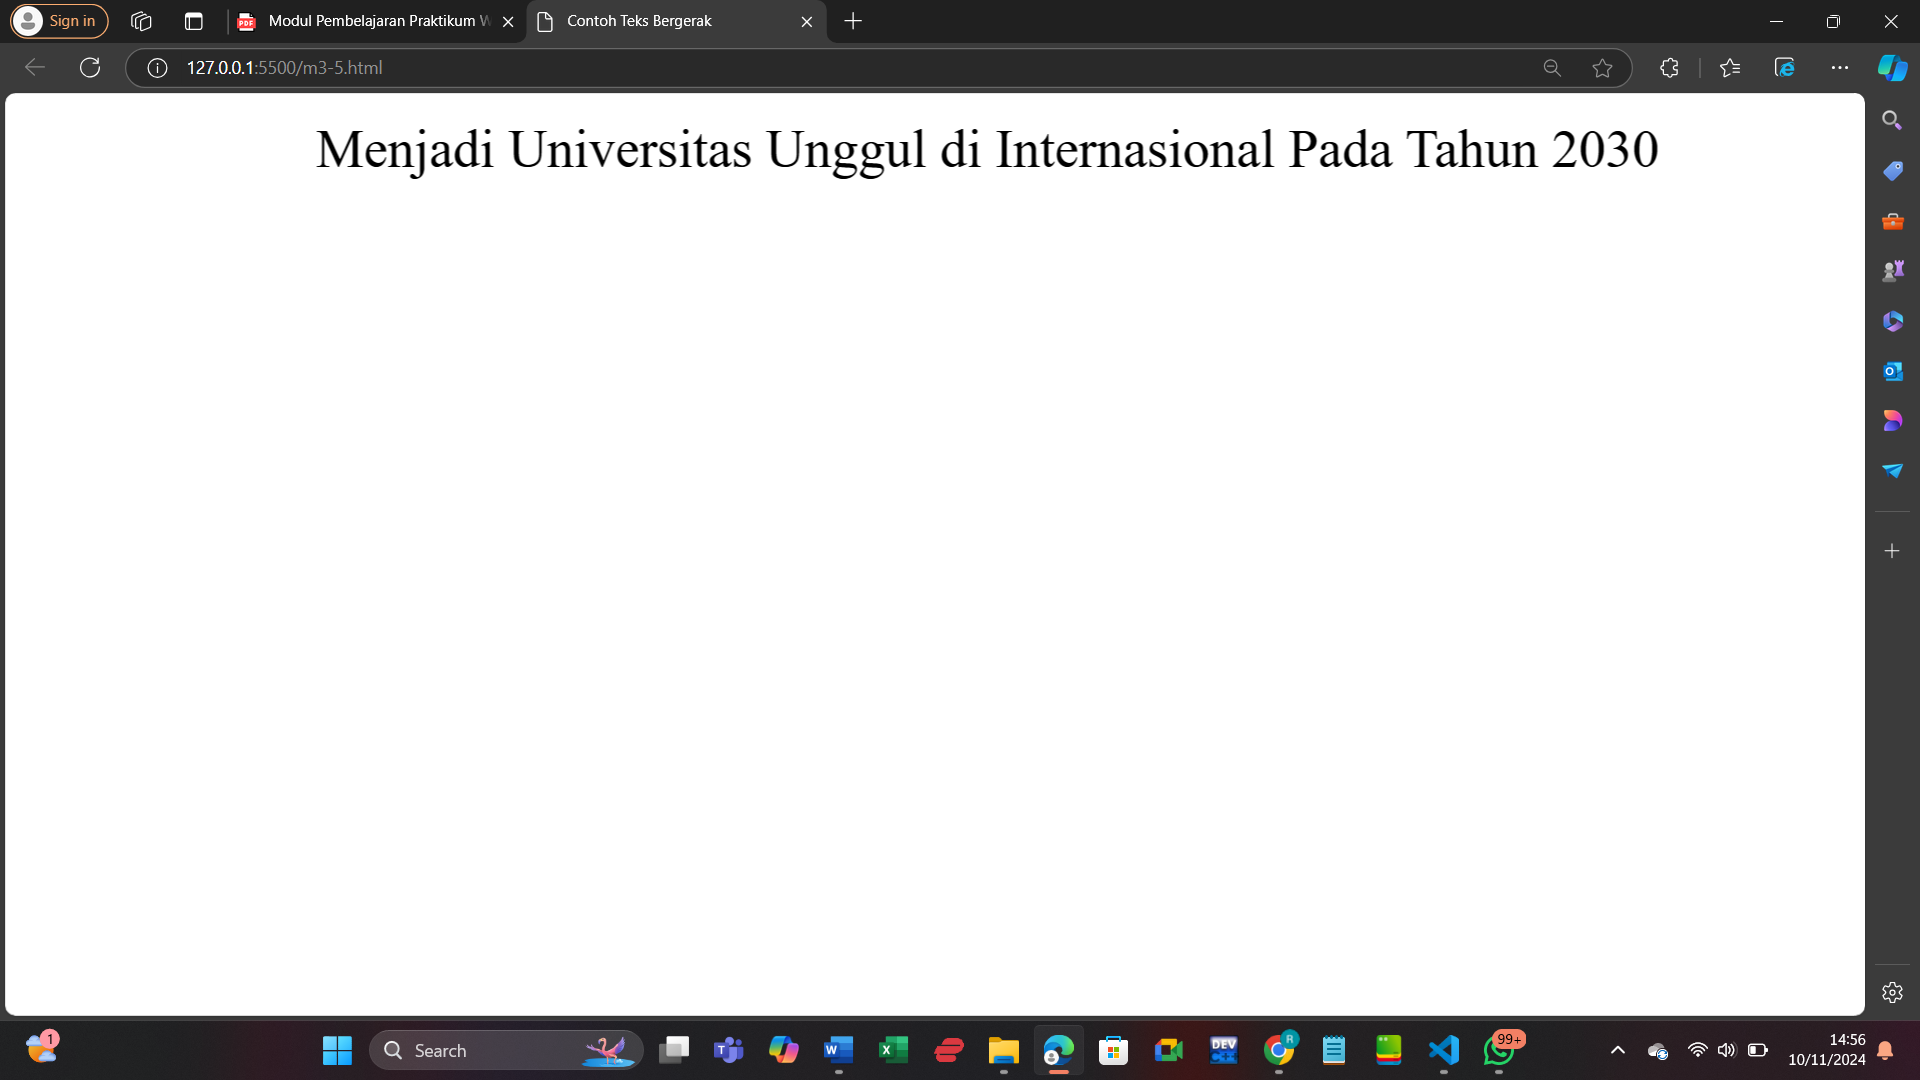 Sign in
Modul Pembelajaran Praktikum W
Contoh Teks Bergerak
127.0.0.1:5500/m3-5.html
Menjadi Universitas Unggul di Internasional Pada Tahun 2030
1
Search
DEV
C++
R
99+
14:56
10/11/2024